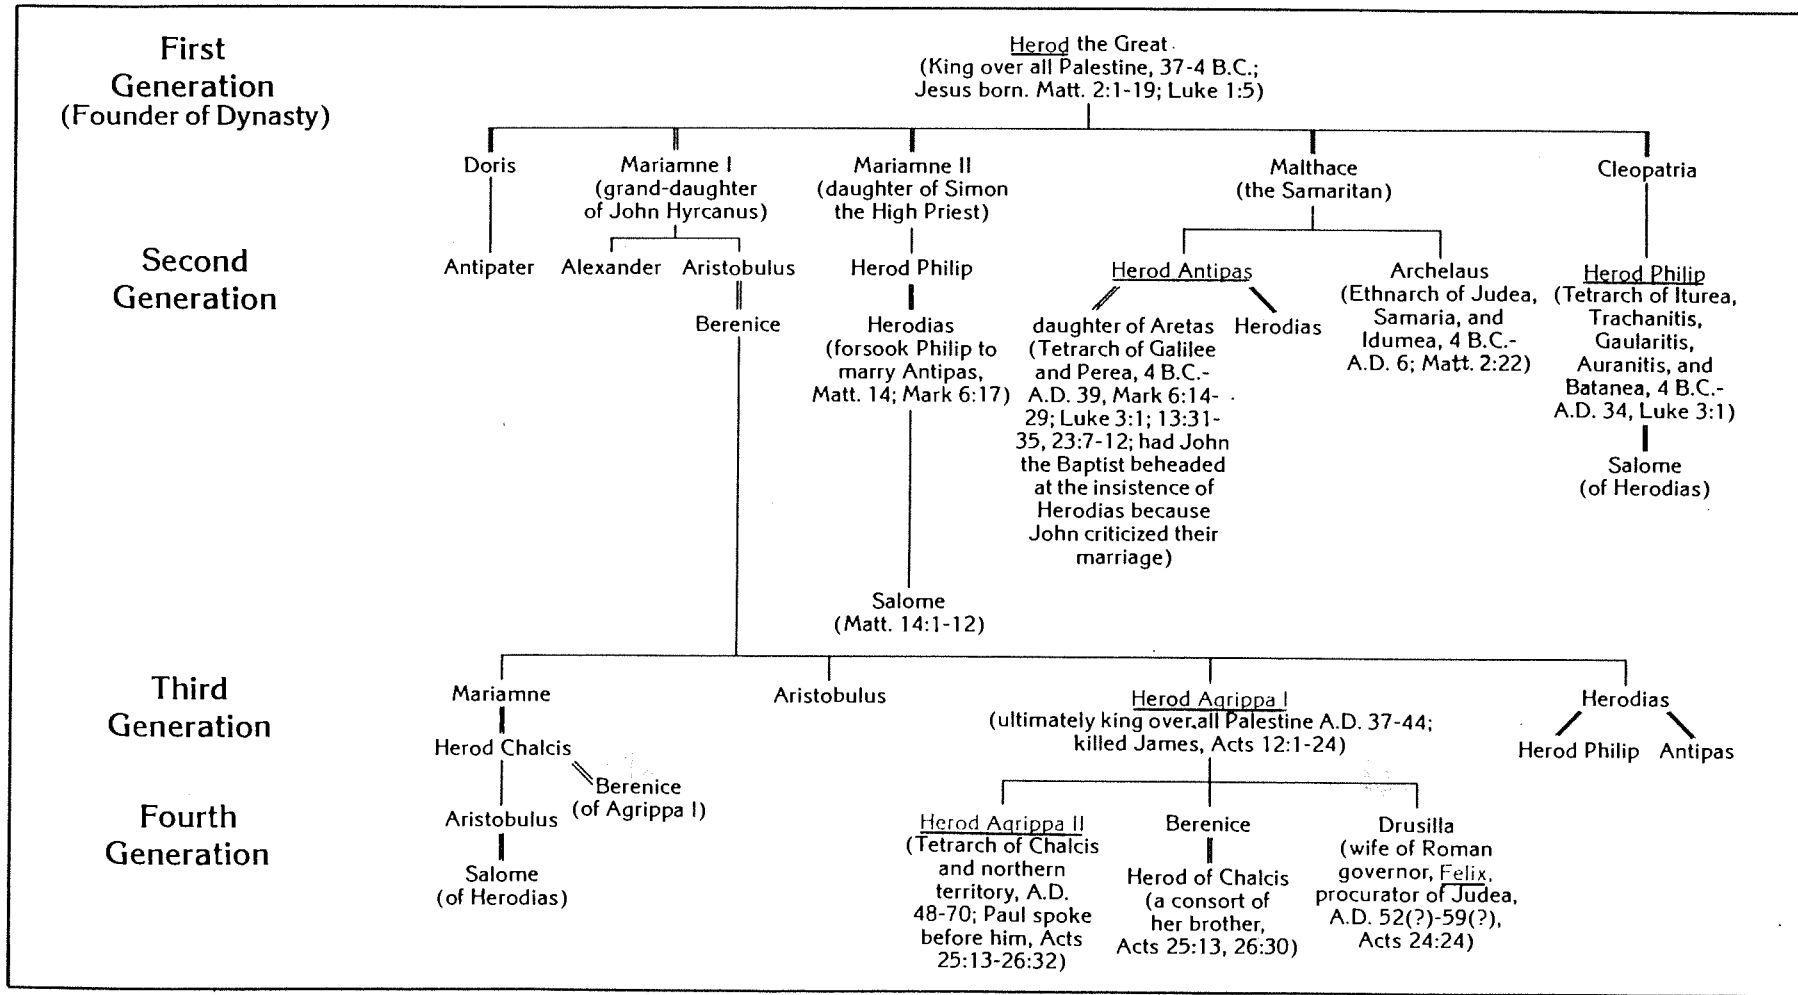 First
Generation
(Founder of Dynasty)
Herod the Great
(King over all Palestine, 37-4 B.C.;
Jesus born. Matt. 2:1-19; Luke 1:5)
Doris
Mariamne I
(grand-daughter
of John Hyrcanus)
Mariamne II
(daughter of Simon
the High Priest)
Malthace
(the Samaritan)
Cleopatria
Second
Generation
Antipater
Alexander
Aristobulus
Berenice
Herod Philip
Herodias
(forsook Philip to
marry Antipas,
Matt. 14; Mark 6:17)
Herod Antipas
daughter of Aretas
(Tetrarch of Galilee
and Perea, 4 B.C.-
A.D. 39, Mark 6:14-
29; Luke 3:1; 13:31-
35, 23:7-12; had John
the Baptist beheaded
at the insistence of
Herodias because
John criticized their
marriage)
Herodias
Archelaus
(Ethnarch of Judea,
Samaria, and
Idumea, 4 B.C.-
A.D. 6; Matt. 2:22)
Herod Philip
(Tetrarch of Iturea,
Trachanitis,
Gaularitis,
Auranitis, and
Batanea, 4 B.C.-
A.D. 34, Luke 3:1)
Salome
(of Herodias)
Salome
(Matt. 14:1-12)
Third
Generation
Mariamne
Herod Chalcis
Berenice
(of Agrippa I)
Aristobulus
Herod Agrippa I
(ultimately king over all Palestine A.D. 37-44;
killed James, Acts 12:1-24)
Herodias
Herod Philip
Antipas
Fourth
Generation
Aristobulus
Salome
(of Herodias)
Herod Agrippa II
(Tetrarch of Chalcis
and northern
territory, A.D.
48-70; Paul spoke
before him, Acts
25:13-26:32)
Berenice
Herod of Chalcis
(a consort of
her brother,
Acts 25:13, 26:30)
Drusilla
(wife of Roman
governor, Felix,
procurator of Judea,
A.D. 52(?)-59(?),
Acts 24:24)